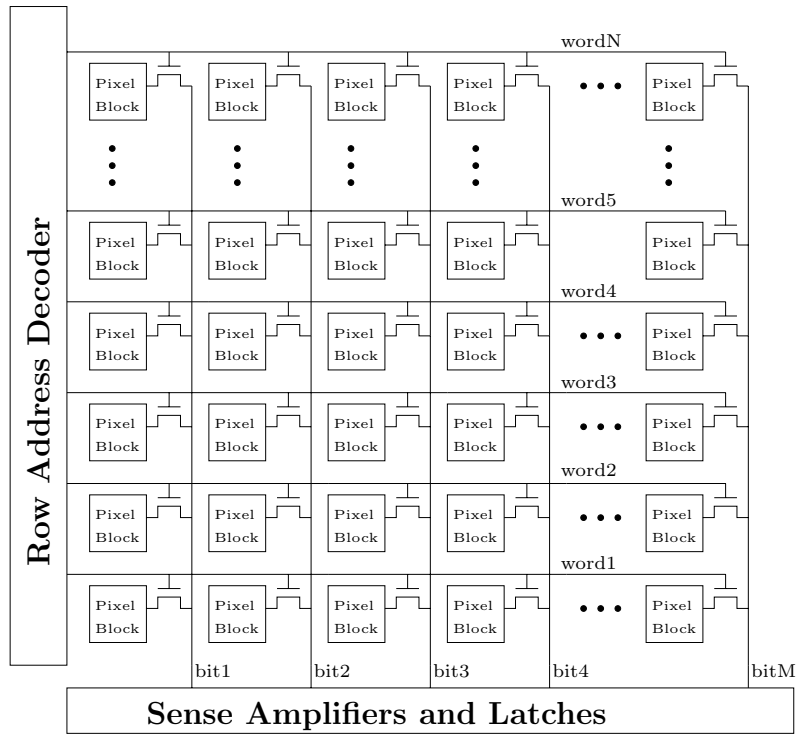 wordN
Pixel Pixel Pixel Pixel Pixel
Block Block Block Block Block
word5
Pixel Pixel Pixel Pixel Pixel
Block Block Block Block Block
word4
Pixel Pixel Pixel Pixel Pixel
Block Block Block Block Block
word3
Pixel Pixel Pixel Pixel Pixel
Block Block Block Block Block
word2
Pixel Pixel Pixel Pixel Pixel
Block Block Block Block Block
word1
Pixel Pixel Pixel Pixel Pixel
Block Block Block Block Block
Row Address Decoder
bit1 bit2 bit3 bit4 bitM
Sense Amplifiers and Latches